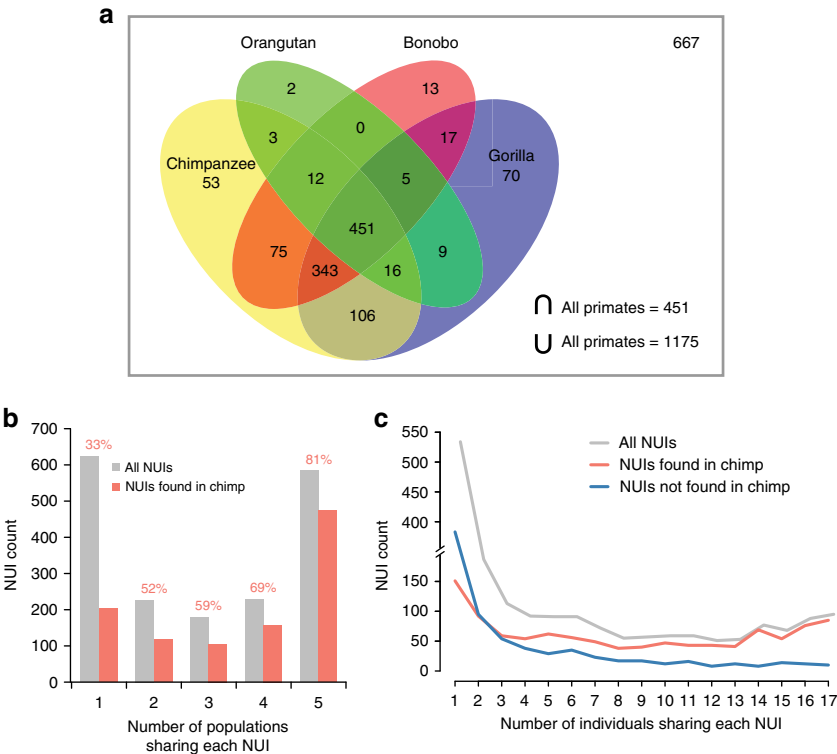 a
Orangutan
Bonobo
667
2
13
3
0
17
Chimpanzee
53
Gorilla
70
12
5
451
75
343
16
9
106
∩ All primates = 451
∪ All primates = 1175
b
700
600
500
400
300
200
100
0
NUI count
33%
52%
59%
69%
81%
All NUIs
NUIs found in chimp
1 2 3 4 5
Number of populations
sharing each NUI
c
550
500
450
400
150
100
50
0
NUI count
All NUIs
NUIs found in chimp
NUIs not found in chimp
1 2 3 4 5 6 7 8 9 10 11 12 13 14 15 16 17
Number of individuals sharing each NUI